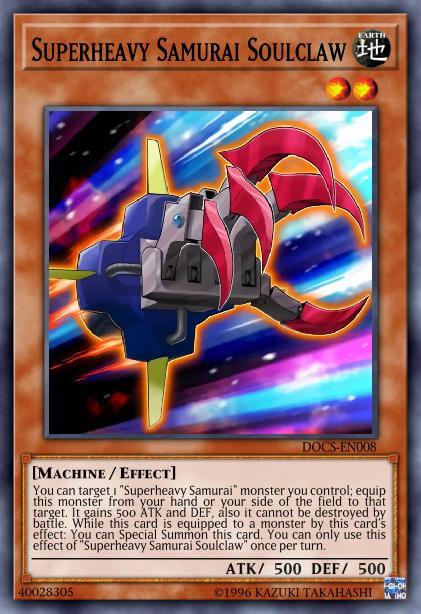 SUPERHEAVY SAMURAI SOULCLAW
EARTH
地
DOCS-EN008
[MACHINE / EFFECT]
You can target 1 "Superheavy Samurai" monster you control; equip
this monster from your hand or your side of the field to that
target. It gains 500 ATK and DEF, also it cannot be destroyed by
battle. While this card is equipped to a monster by this card's
effect: You can Special Summon this card. You can only use this
effect of "Superheavy Samurai Soulclaw" once per turn.
ATK/ 500 DEF/ 500
40028305
©1996 KAZUKI TAKAHASHI